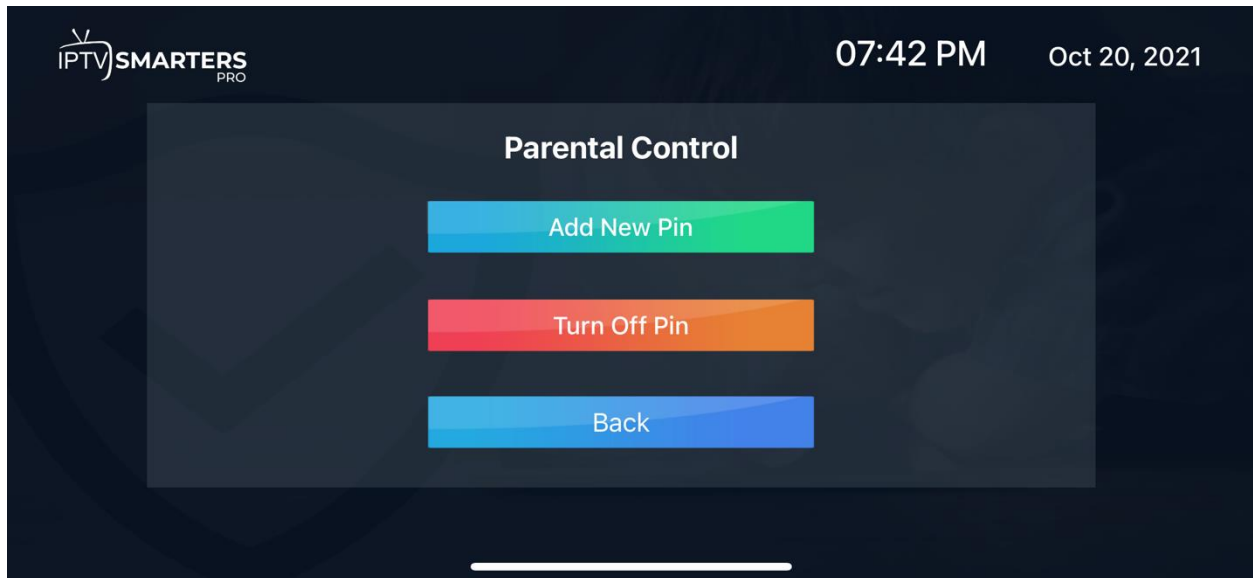 IPTV SMARTERS
PRO
07:42 PM
Oct 20, 2021
Parental Control
Add New Pin
Turn Off Pin
Back